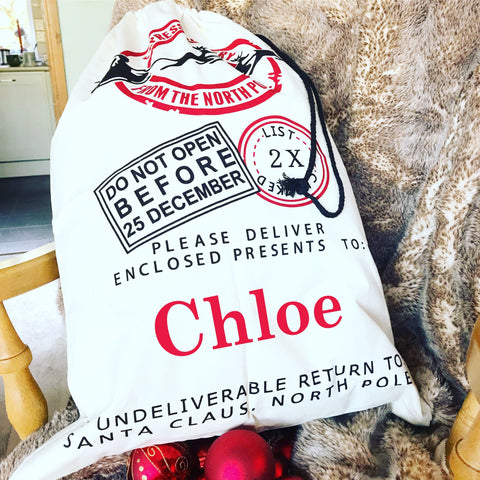 FROM THE NORTH PO
DO NOT OPEN
BEFORE
25 DECEMBER
LIST
2 X
PLEASE DELIVER
ENCLOSED PRESENTS TO:
Chloe
UNDELIVERABLE RETURN TO
SANTA CLAUS, NORTH POLE